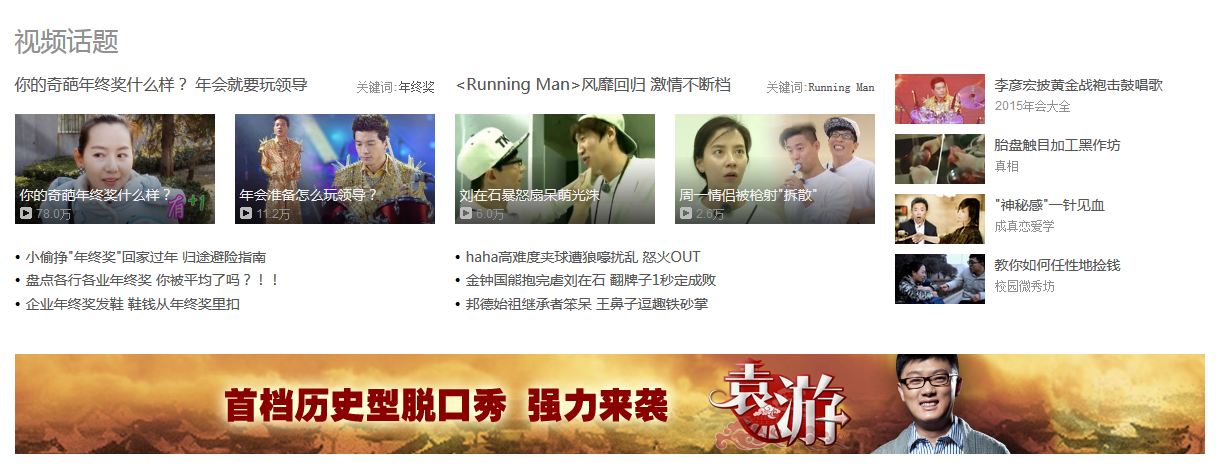 视频话题
你的奇葩年终奖什么样？ 年会就要玩领导
关键词:年终奖
你的奇葩年终奖什么样？
有+1
78.0万
年会准备怎么玩领导？
11.2万
小偷挣"年终奖"回家过年 归途避险指南
盘点各行各业年终奖 你被平均了吗？！！
企业年终奖发鞋 鞋钱从年终奖里扣
<Running Man>风靡回归 激情不断档
关键词:Running Man
刘在石暴怒扇呆萌光洙
6.0万
周一情侣被枪射"拆散"
2.6万
haha高难度夹球遭狼嚎扰乱 怒火OUT
金钟国能抱完虐刘在石 翻牌子1秒定成败
邦德始祖继承者笨呆 王鼻子逗趣铁砂掌
李彦宏披黄金战袍击鼓唱歌
2015年会大全
胎盘触目加工黑作坊
真相
"神秘感"一针见血
成真恋爱学
教你如何任性地捡钱
校园微秀坊
首档历史型脱口秀 强力来袭
袁游